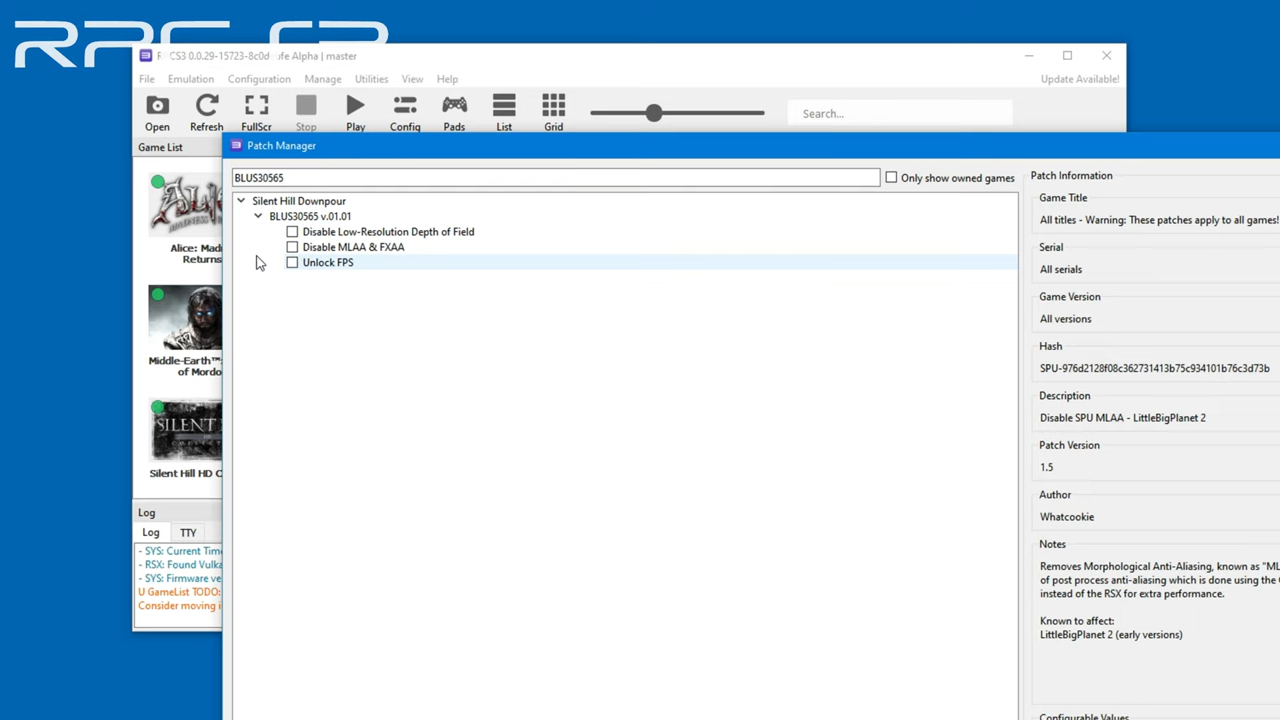 RPCS3
RPCS3 0.0.29-15723-8c0d fe Alpha | master
File Emulation Configuration Manage Utilities View Help Update Available!
Open Refresh FullScr Stop Play Config Pads List Grid Search...
Game List
Patch Manager
BLUS30565 Only show owned games
Silent Hill Downpour
BLUS30565 v.01.01
Disable Low-Resolution Depth of Field
Disable MLAA & FXAA
Unlock FPS
Patch Information
Game Title
All titles - Warning: These patches apply to all games!
Serial
All serials
Game Version
All versions
Hash
SPU-976d2128f08c362731413b75c934101b76c3d73b
Description
Disable SPU MLAA - LittleBigPlanet 2
Patch Version
1.5
Author
Whatcookie
Notes
Removes Morphological Anti-Aliasing, known as "ML
of post process anti-aliasing which is done using the C
instead of the RSX for extra performance.
Known to affect:
LittleBigPlanet 2 (early versions)
Configurable Values
Alice: Mad
Returns
Middle-Earth™:
of Mordo
SILENT
Silent Hill HD C
Log
Log TTY
- SYS: Current Time
- RSX: Found Vulka
- SYS: Firmware ve
U GameList TODO:
Consider moving i